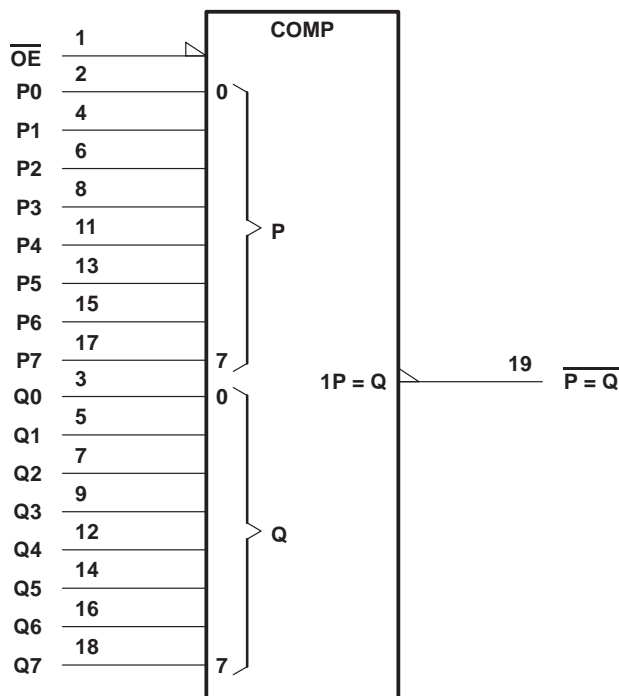 COMP
1
O̅E̅
2
P0 0
4
P1
6
P2
8
P3
11
P4 P
13
P5
15
P6
17
P7 7
1P = Q 19 P̅ ̅=̅ ̅Q̅
3
Q0 0
5
Q1
7
Q2
9
Q3
12
Q4 Q
14
Q5
16
Q6
18
Q7 7